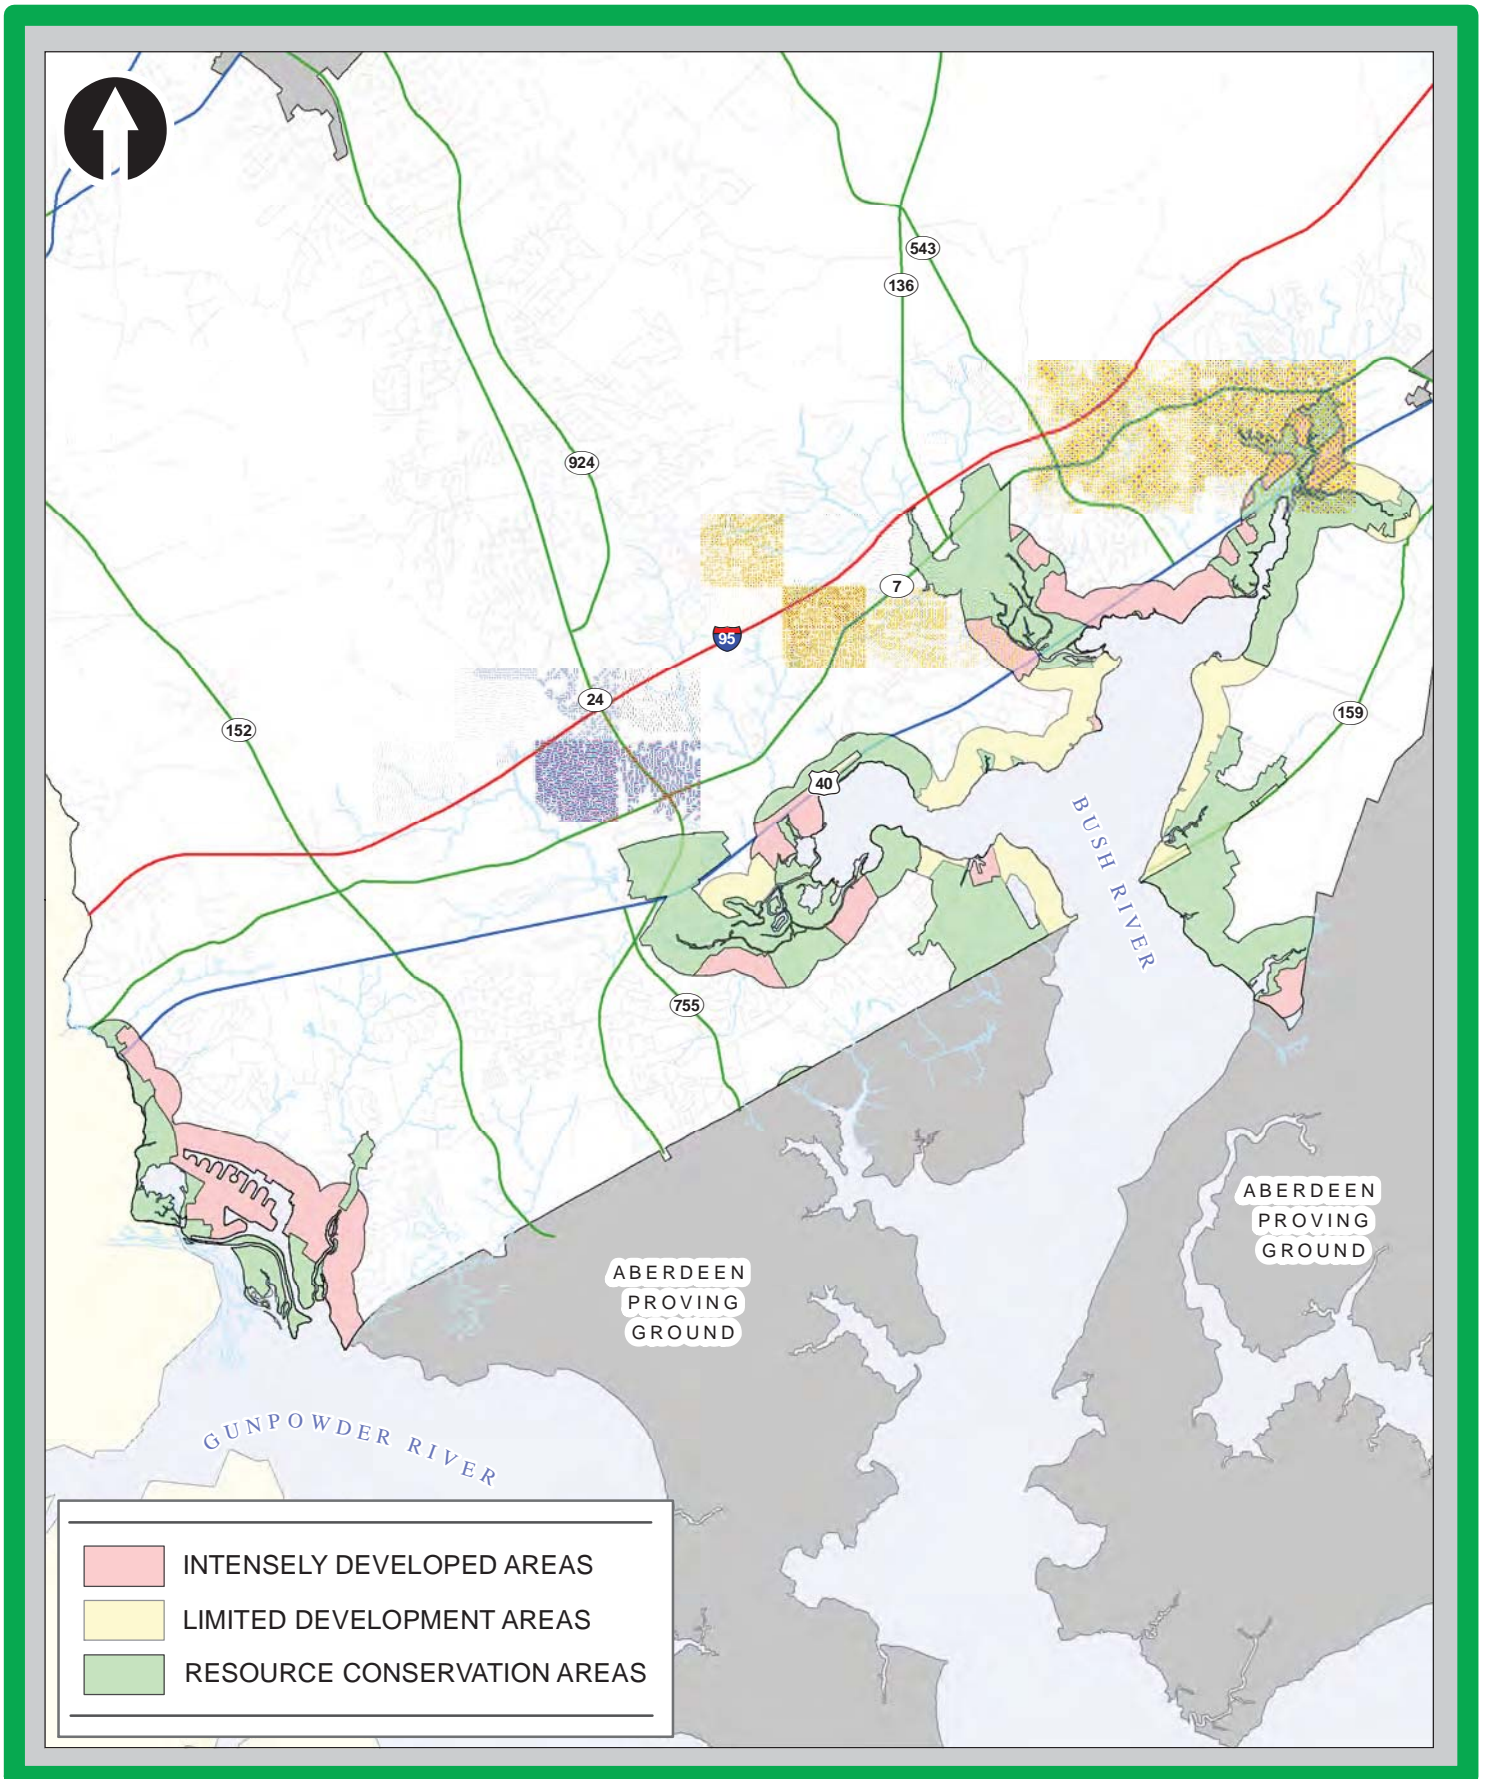 543
136
924
7
95
24
152
159
40
BUSH RIVER
755
ABERDEEN
PROVING
GROUND
ABERDEEN
PROVING
GROUND
GUNPOWDER RIVER
INTENSELY DEVELOPED AREAS
LIMITED DEVELOPMENT AREAS
RESOURCE CONSERVATION AREAS